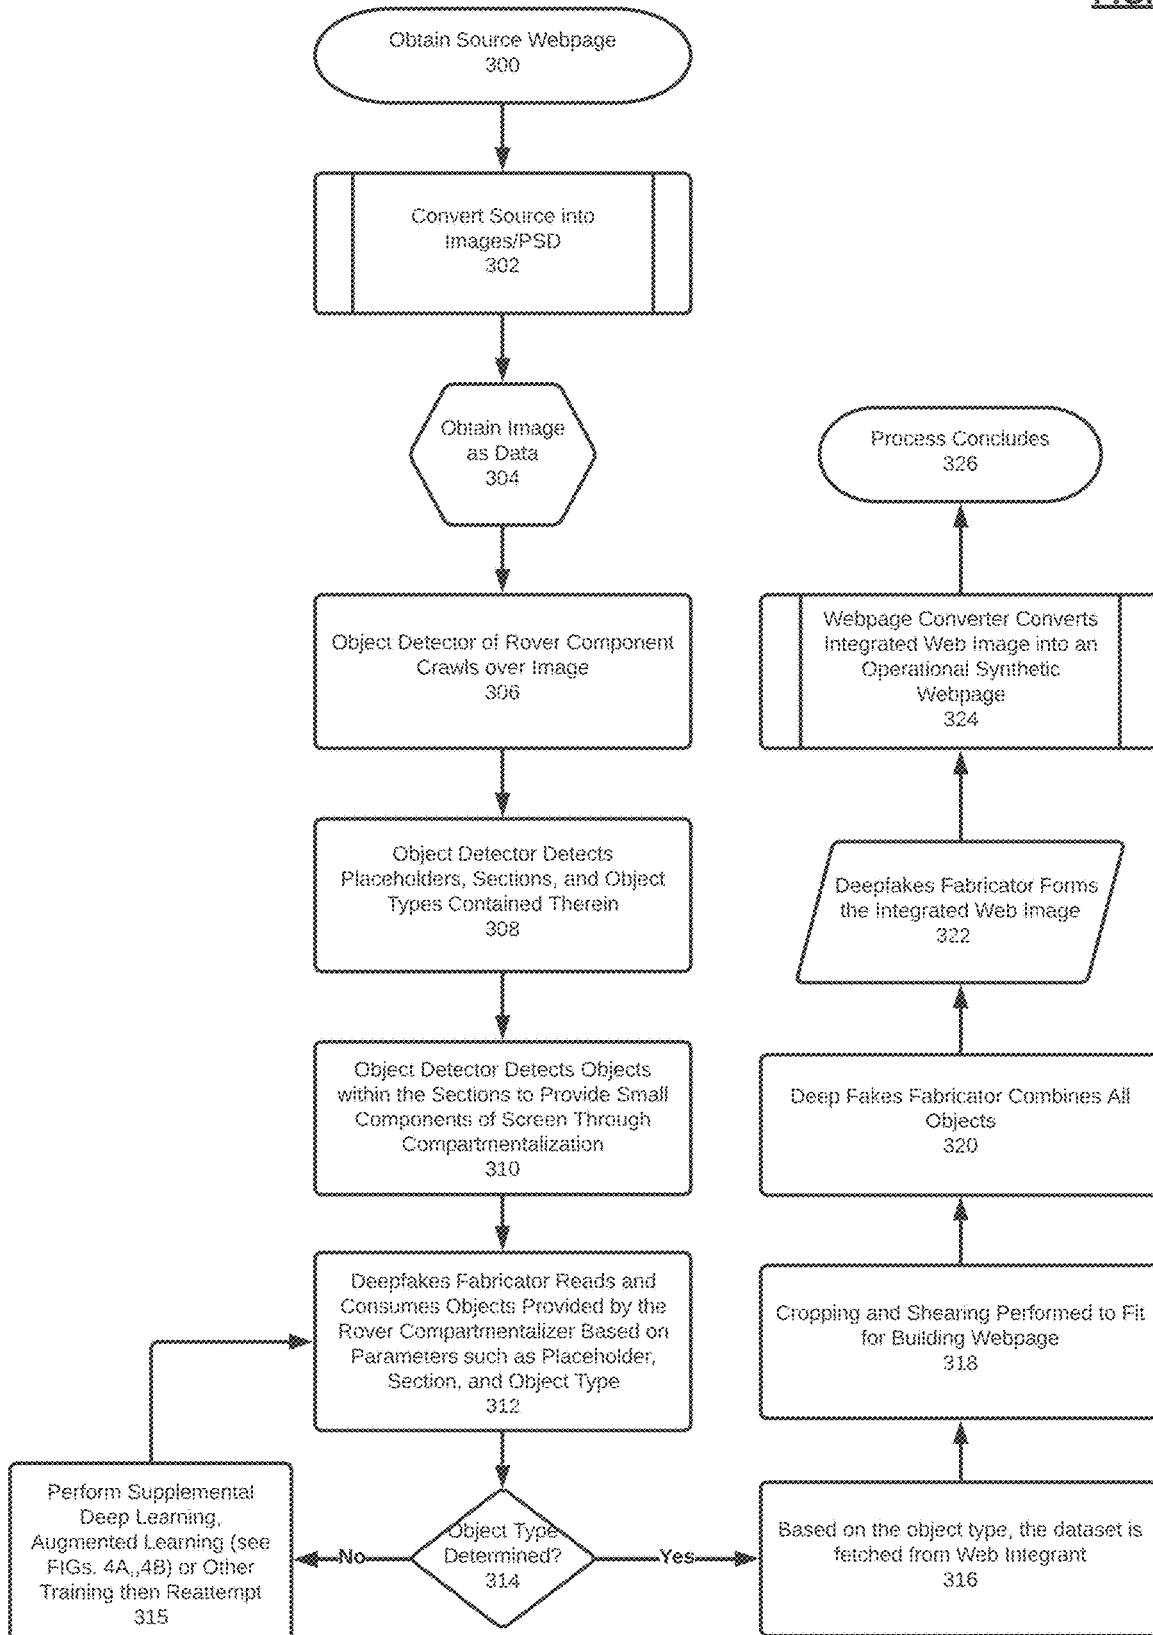 Obtain Source Webpage
300
Convert Source into
Images/PSD
302
Obtain Image
as Data
304
Object Detector of Rover Component
Crawls over Image
306
Object Detector Detects
Placeholders, Sections, and Object
Types Contained Therein
308
Object Detector Detects Objects
within the Sections to Provide Small
Components of Screen Through
Compartmentalization
310
Deepfakes Fabricator Reads and
Consumes Objects Provided by the
Rover Compartmentalizer Based on
Parameters such as Placeholder,
Section, and Object Type
312
Object Type
Determined?
314
No
Perform Supplemental
Deep Learning,
Augmented Learning (see
FIGs. 4A,,4B) or Other
Training then Reattempt
315
Yes
Based on the object type, the dataset is
fetched from Web Integrant
316
Cropping and Shearing Performed to Fit
for Building Webpage
318
Deep Fakes Fabricator Combines All
Objects
320
Deepfakes Fabricator Forms
the Integrated Web Image
322
Webpage Converter Converts
Integrated Web Image into an
Operational Synthetic
Webpage
324
Process Concludes
326